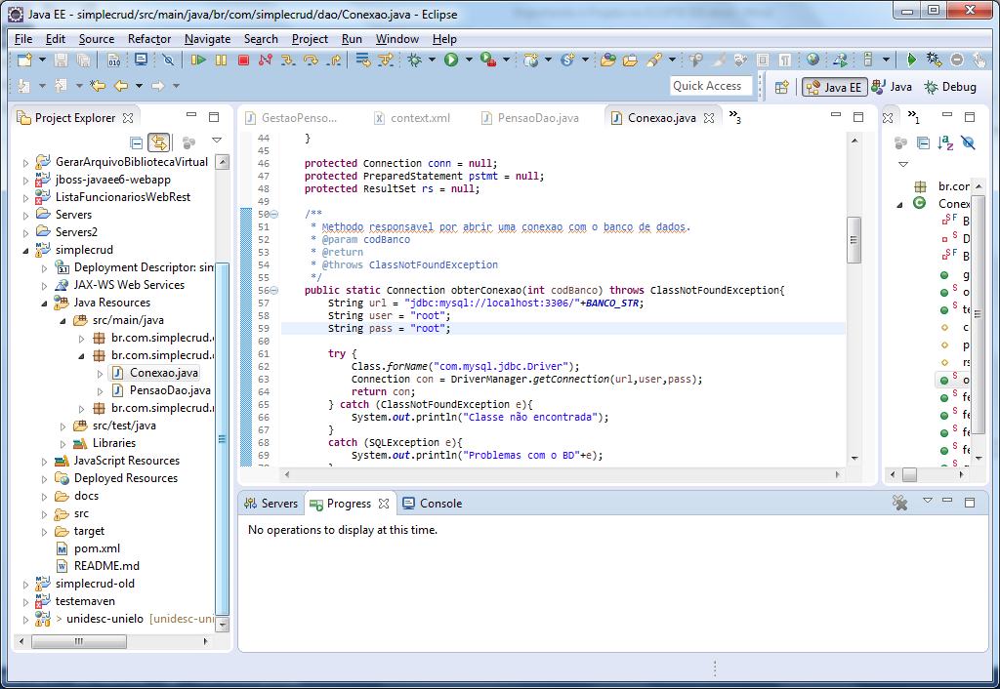 Java EE - simplecrud/src/main/java/br/com/simplecrud/dao/Conexao.java - Eclipse
File Edit Source Refactor Navigate Search Project Run Window Help
Quick Access
Java EE
Java
Debug
Project Explorer
GerarArquivoBibliotecaVirtual
jboss-javaee6-webapp
ListaFuncionariosWebRest
Servers
Servers2
simplecrud
Deployment Descriptor: sim
JAX-WS Web Services
Java Resources
src/main/java
br.com.simplecrud.
br.com.simplecrud.
Conexao.java
PensaoDao.java
br.com.simplecrud.
src/test/java
Libraries
JavaScript Resources
Deployed Resources
docs
src
target
pom.xml
README.md
simplecrud-old
testemaven
> unidesc-unielo [unidesc-uni
GestaoPenso...
context.xml
PensaoDao.java
Conexao.java
»3
44 }
45
46 protected Connection conn = null;
47 protected PreparedStatement pstmt = null;
48 protected ResultSet rs = null;
49
50 /**
51 * Methodo responsavel por abrir uma conexao com o banco de dados.
52 * @param codBanco
53 * @return
54 * @throws ClassNotFoundException
55 */
56 public static Connection obterConexao(int codBanco) throws ClassNotFoundException{
57 String url = "jdbc:mysql://localhost:3306/"+BANCO_STR;
58 String user = "root";
59 String pass = "root";
60
61 try {
62 Class.forName("com.mysql.jdbc.Driver");
63 Connection con = DriverManager.getConnection(url,user,pass);
64 return con;
65 } catch (ClassNotFoundException e){
66 System.out.println("Classe não encontrada");
67 }
68 catch (SQLException e){
69 System.out.println("Problemas com o BD"+e);
»1
br.con
Conex
B
D
B
g
o
te
c
p
rs
o
fe
fe
fe
fe
Servers
Progress
Console
No operations to display at this time.